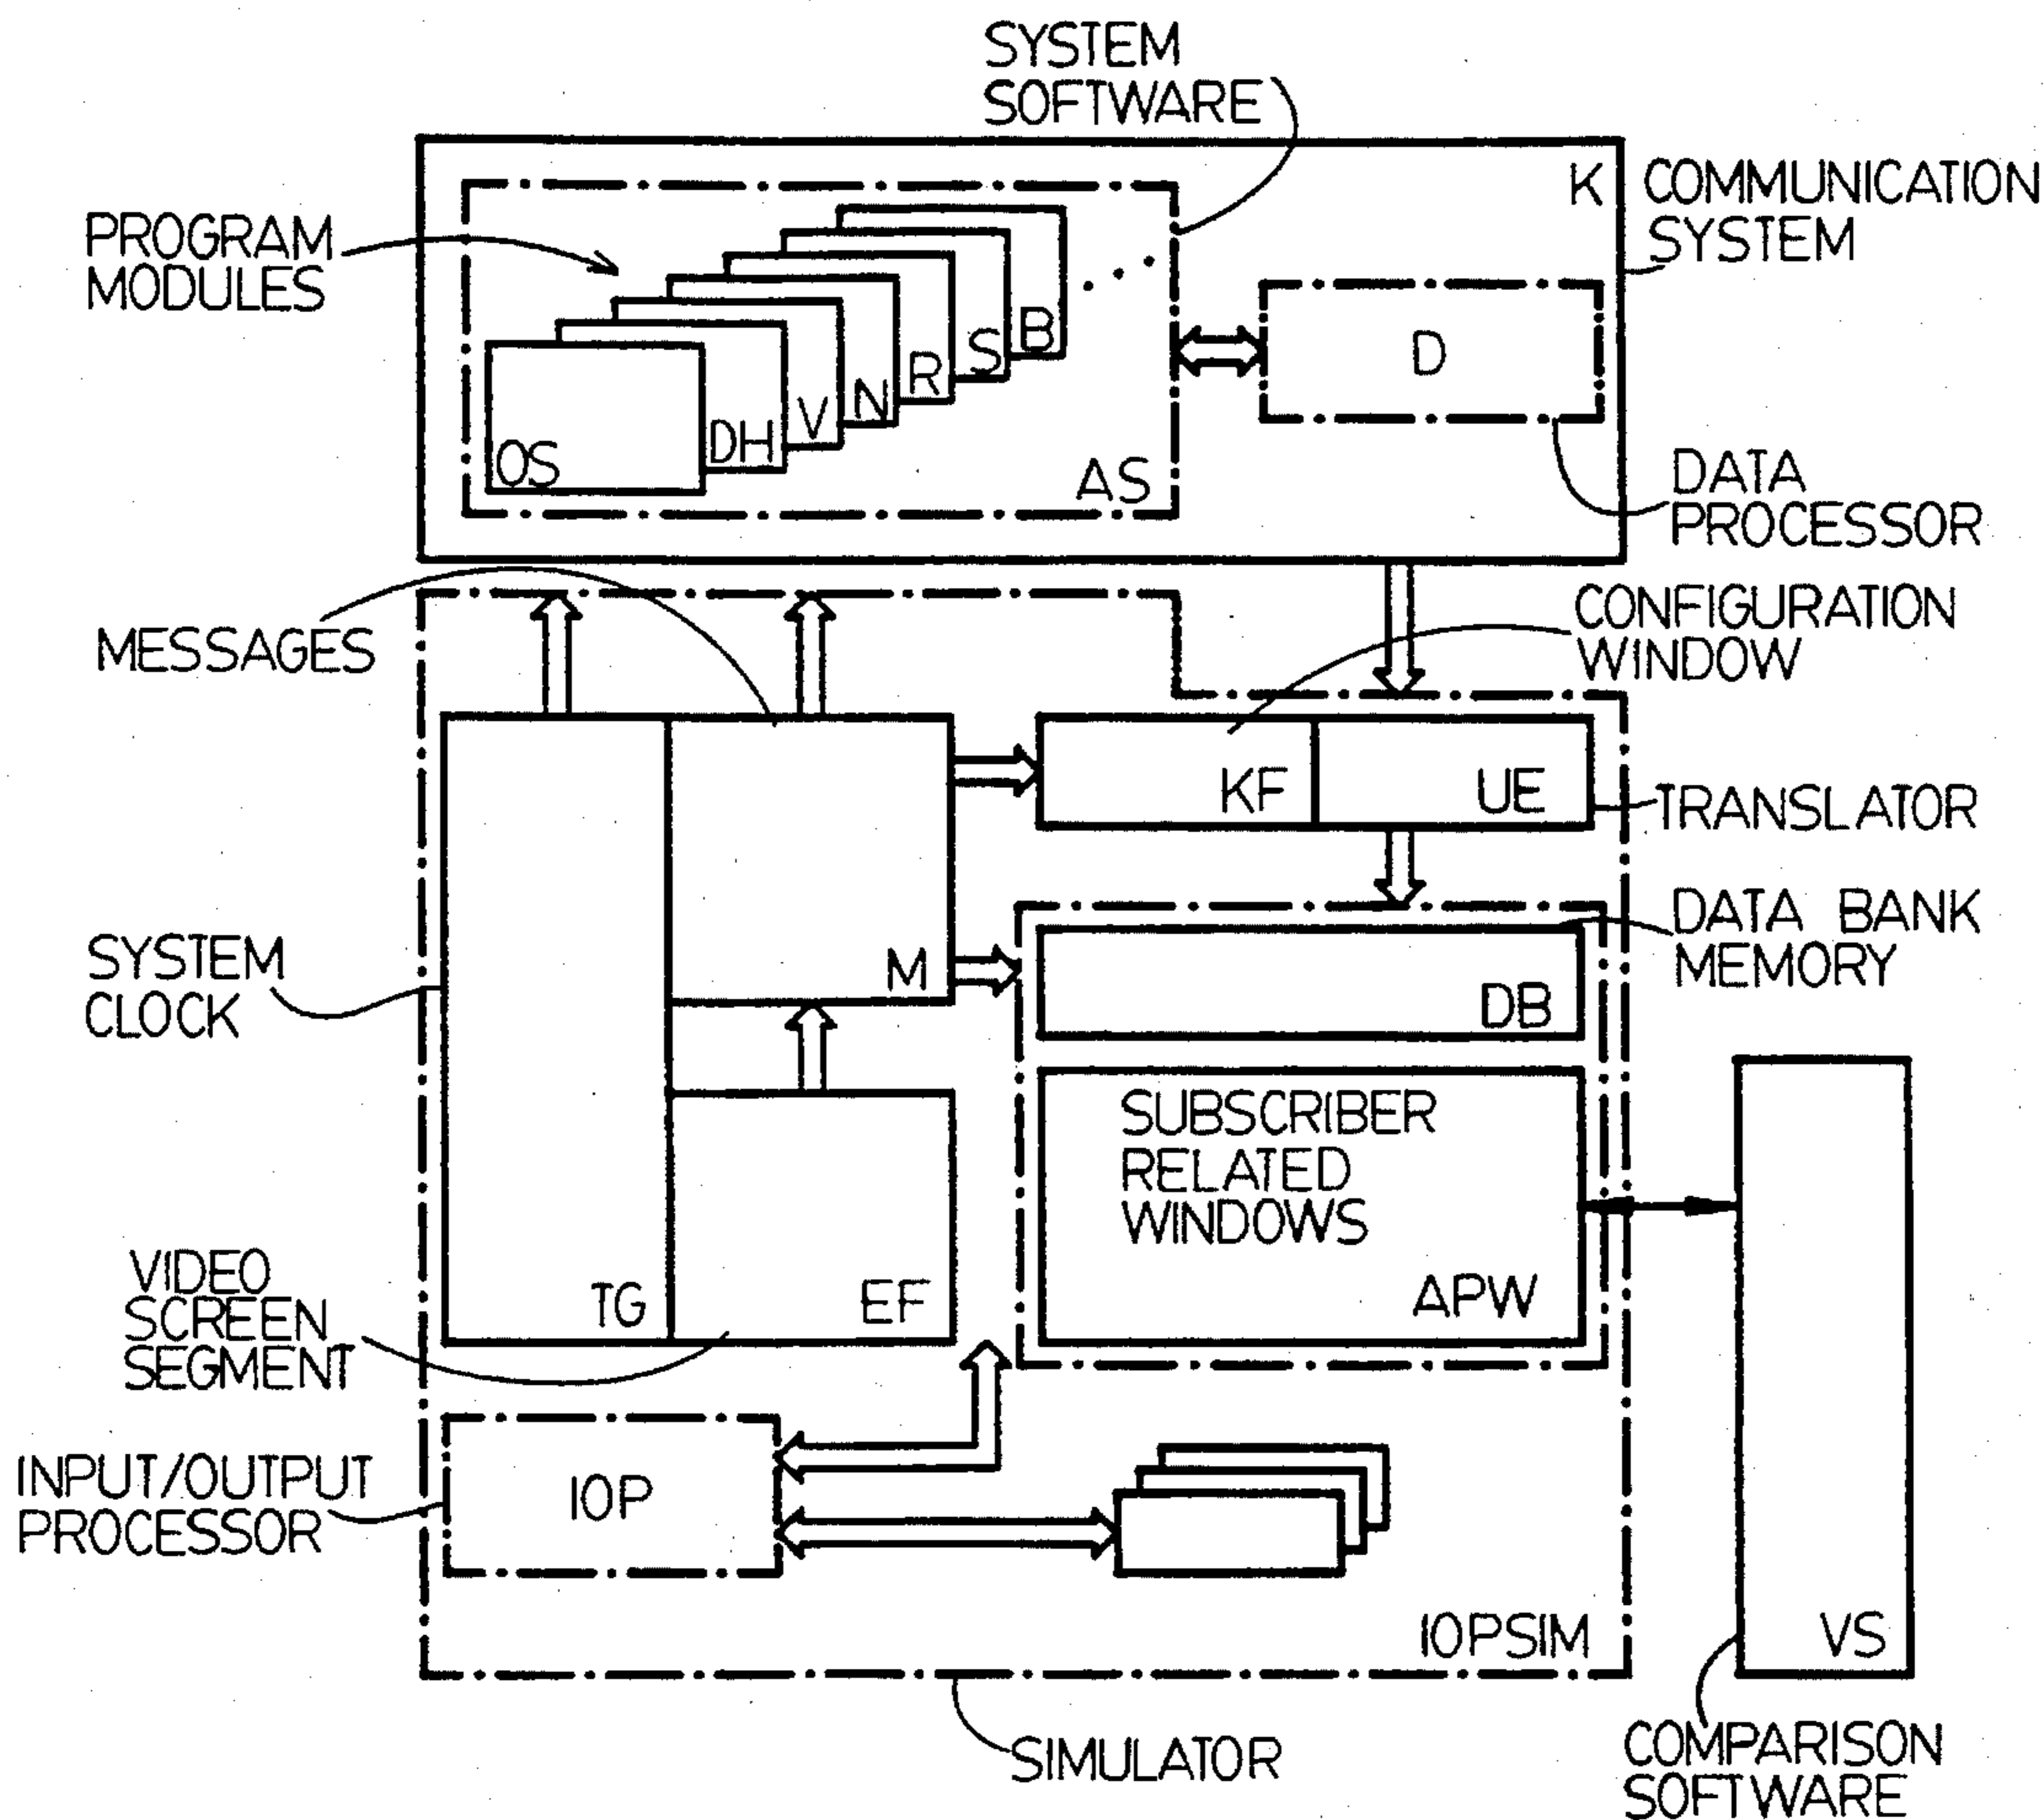 SYSTEM
SOFTWARE
K
COMMUNICATION
SYSTEM
PROGRAM
MODULES
B
S
R
N
V
DH
OS
AS
D
DATA
PROCESSOR
MESSAGES
CONFIGURATION
WINDOW
KF
UE
TRANSLATOR
DATA BANK
MEMORY
SYSTEM
CLOCK
M
DB
SUBSCRIBER
RELATED
WINDOWS
VIDEO
SCREEN
SEGMENT
TG
EF
APW
INPUT/OUTPUT
PROCESSOR
IOP
IOPSIM
VS
SIMULATOR
COMPARISON
SOFTWARE